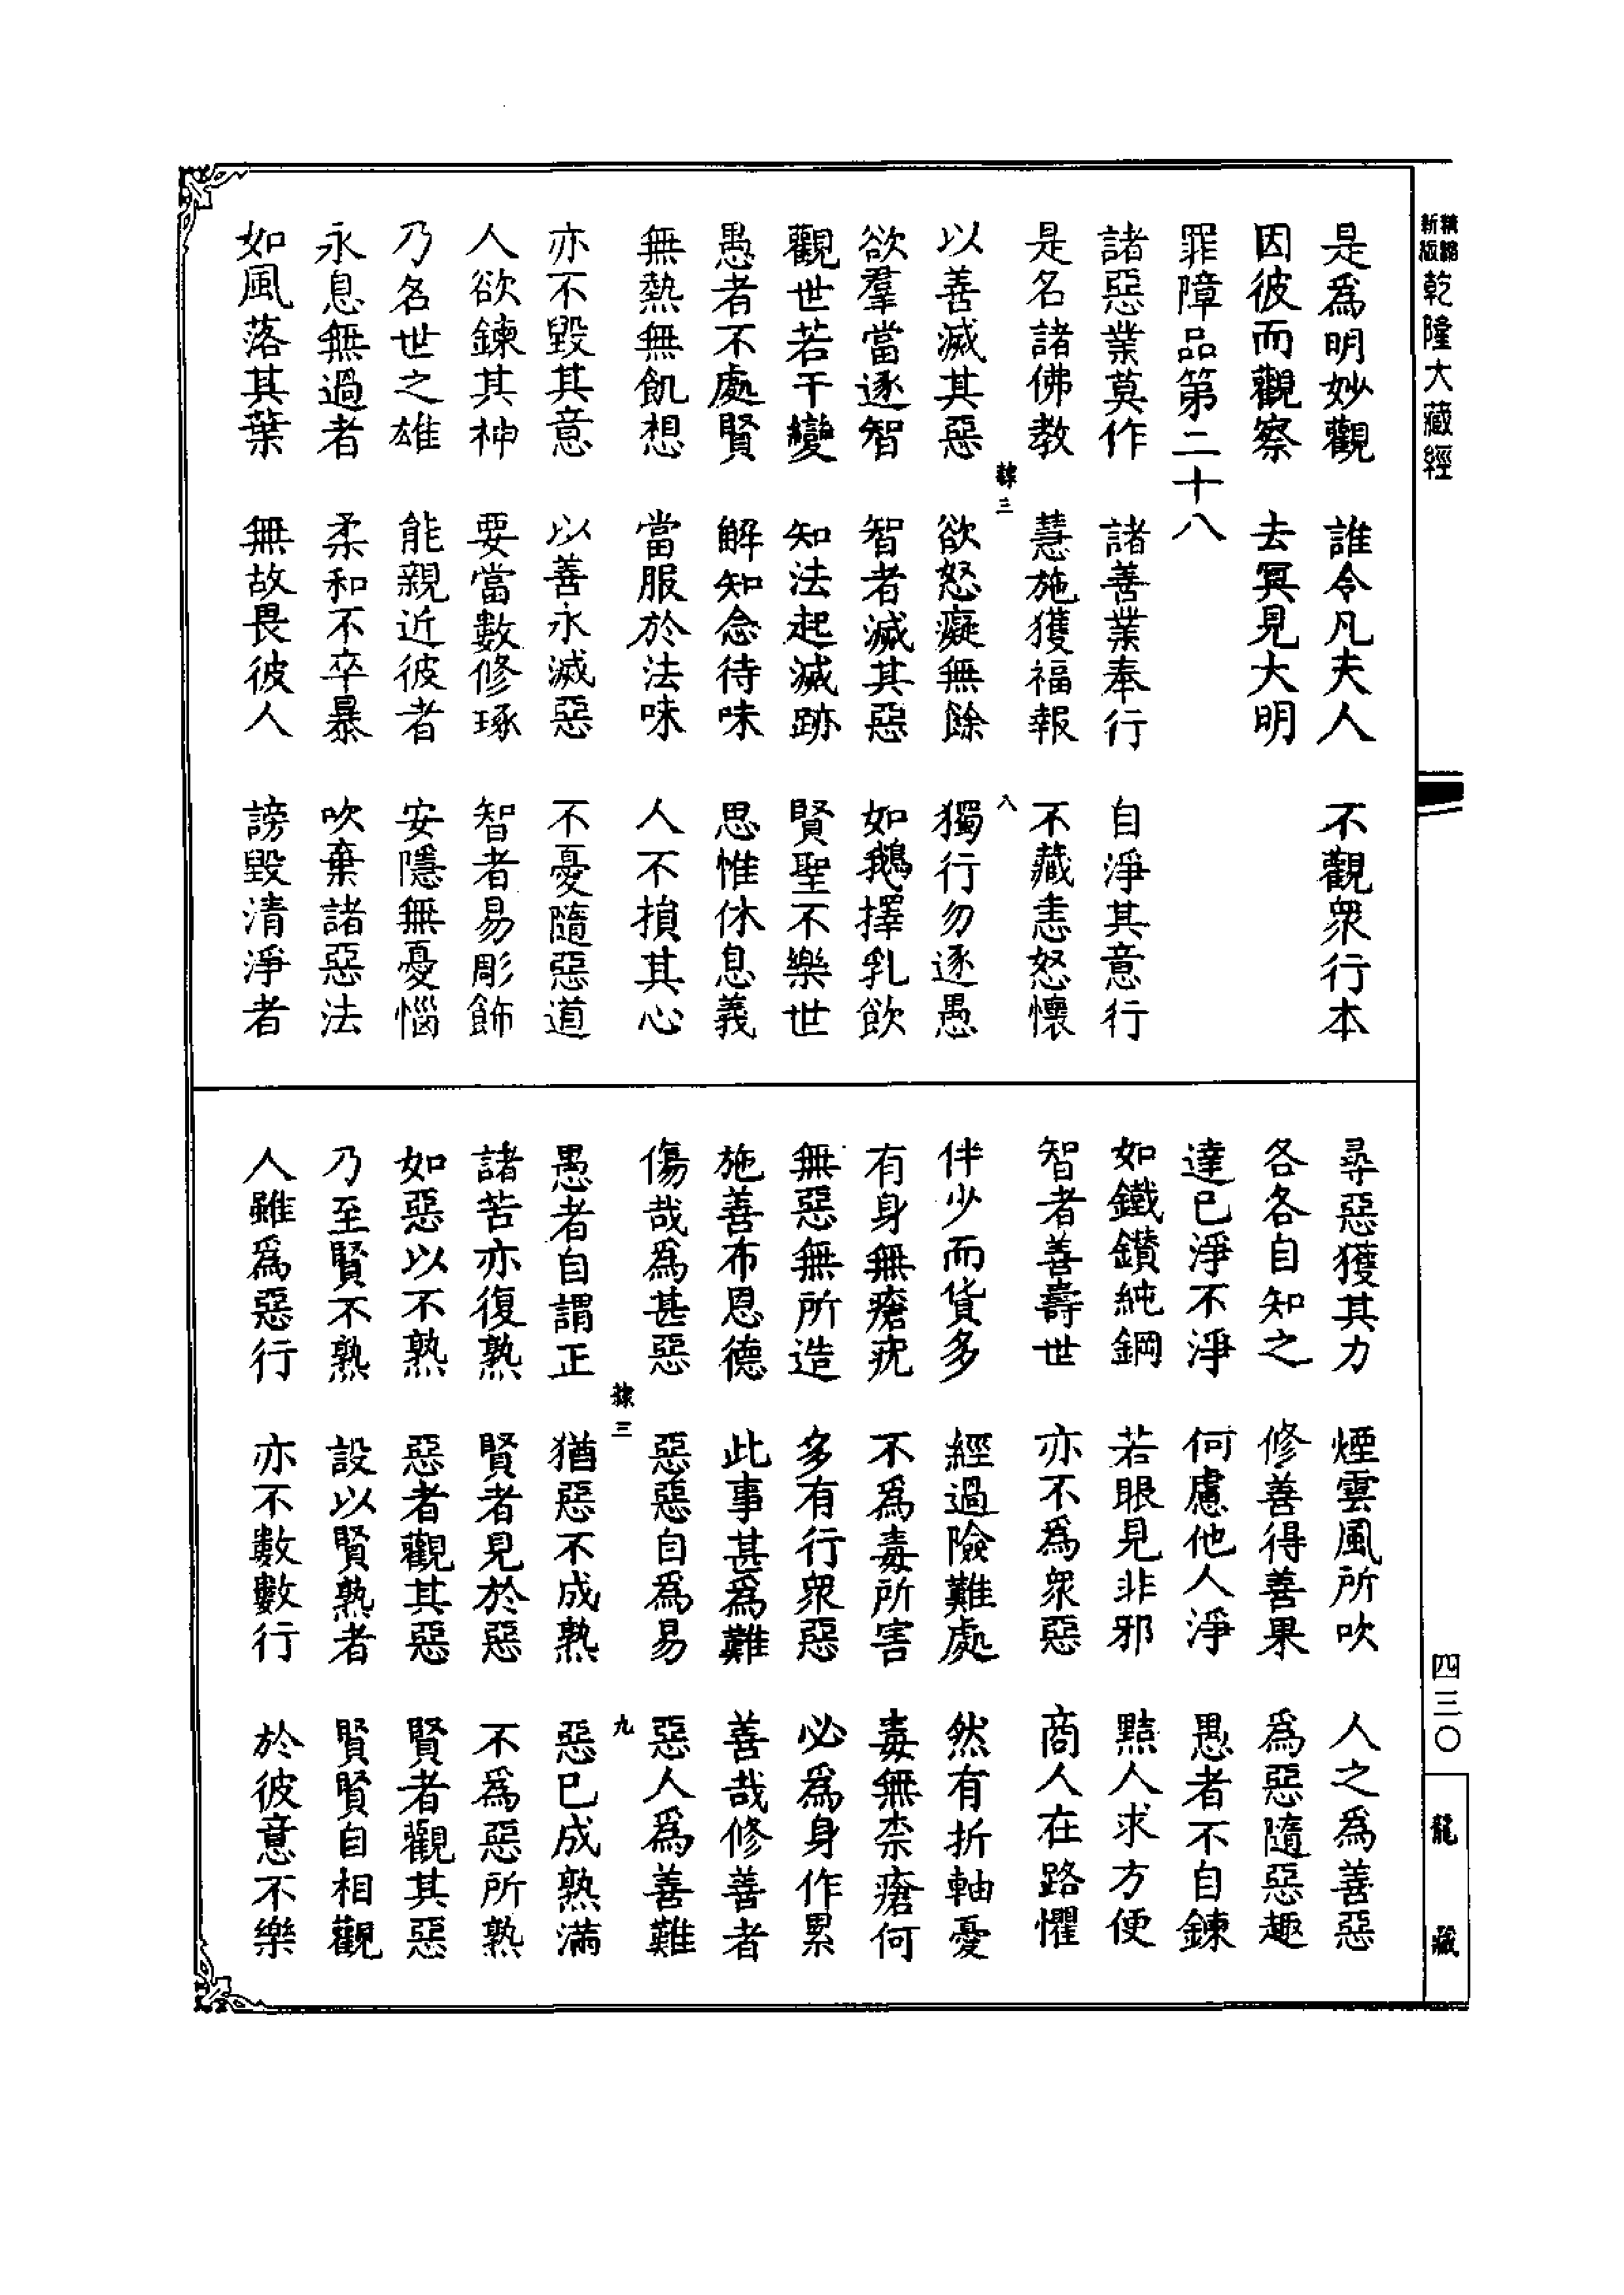 新版 精縮 乾隆大藏經
是爲明妙觀　誰令凡夫人　不觀衆行本
因彼而觀察　去冥見大明
罪障品第二十八
諸惡業莫作　諸善業奉行　自淨其意行
是名諸佛教　慧施獲福報　不藏恚怒懷
隸三　八
以善滅其惡　欲怒癡無餘　獨行勿逐愚
欲羣當逐智　智者滅其惡　如鵝擇乳飲
觀世若干變　知法起滅跡　賢聖不樂世
愚者不處賢　解知念待味　思惟休息義
無熱無飢想　當服於法味　人不損其心
亦不毀其意　以善永滅惡　不憂隨惡道
人欲鍊其神　要當數修琢　智者易彫飾
乃名世之雄　能親近彼者　安隱無憂惱
永息無過者　柔和不卒暴　吹棄諸惡法
如風落其葉　無故畏彼人　謗毀清淨者
尋惡獲其力　煙雲風所吹　人之爲善惡
各各自知之　修善得善果　爲惡隨惡趣
達已淨不淨　何慮他人淨　愚者不自鍊
如鐵鑽純鋼　若眼見非邪　黠人求方便
智者善壽世　亦不爲衆惡　商人在路懼
伴少而貨多　經過險難處　然有折軸憂
有身無瘡疣　不爲毒所害　毒無柰瘡何
無惡無所造　多有行衆惡　必爲身作累
施善布恩德　此事甚爲難　善哉修善者
傷哉爲甚惡　惡惡自爲易　惡人爲善難
隸三　九
愚者自謂正　猶惡不成熟　惡已成熟滿
諸苦亦復熟　賢者見於惡　不爲惡所熟
如惡以不熟　惡者觀其惡　賢者觀其惡
乃至賢不熟　設以賢熟者　賢賢自相觀
人雖爲惡行　亦不數數行　於彼意不樂
四三〇
龍藏